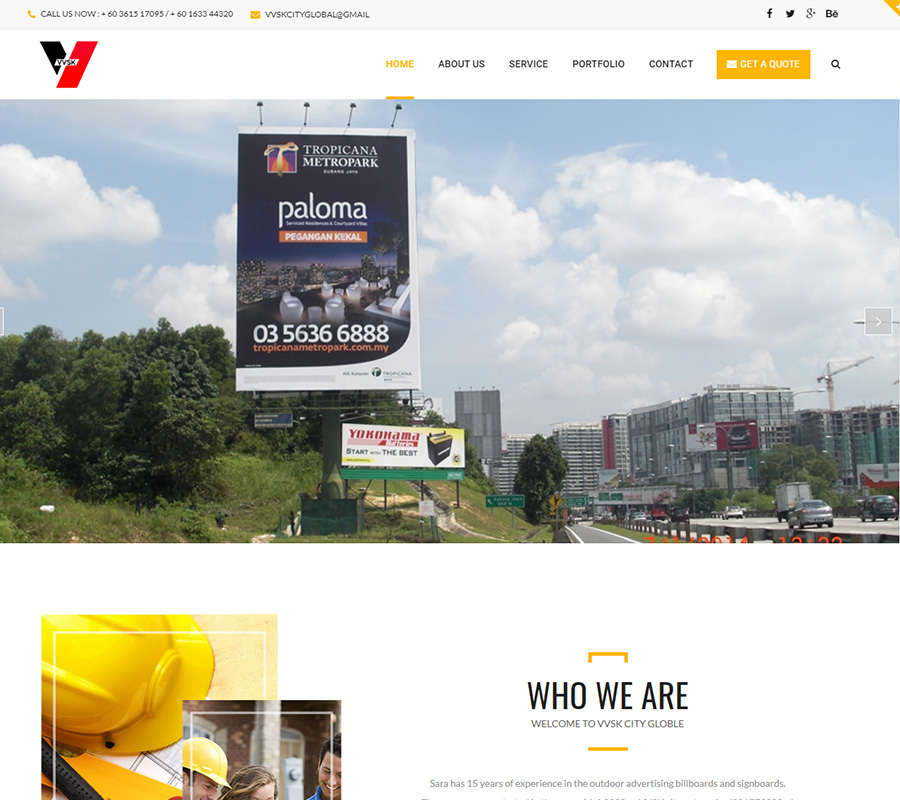 CALL US NOW : + 60 3615 17095 / + 60 1633 44320
VVSKCITYGLOBAL@GMAIL
Bē
VVSK
HOME
ABOUT US
SERVICE
PORTFOLIO
CONTACT
GET A QUOTE
TROPICANA
METROPARK
SUBANG JAYA
paloma
Serviced Residences & Courtyard Villas
PEGANGAN KEKAL
03 5636 6888
tropicanametropark.com.my
TROPICANA
YOKOHAMA
START WITH THE BEST
WHO WE ARE
WELCOME TO VVSK CITY GLOBLE
Sara has 15 years of experience in the outdoor advertising billboards and signboards.